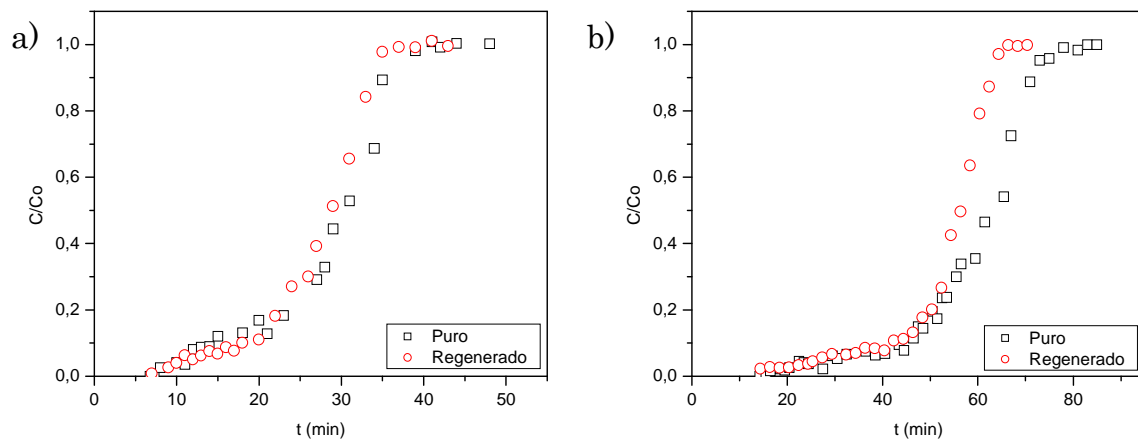 a)
C/Co
1,0
0,8
0,6
0,4
0,2
0,0
0 10 20 30 40 50
t (min)
Puro
Regenerado
b)
C/Co
1,0
0,8
0,6
0,4
0,2
0,0
0 20 40 60 80
t (min)
Puro
Regenerado